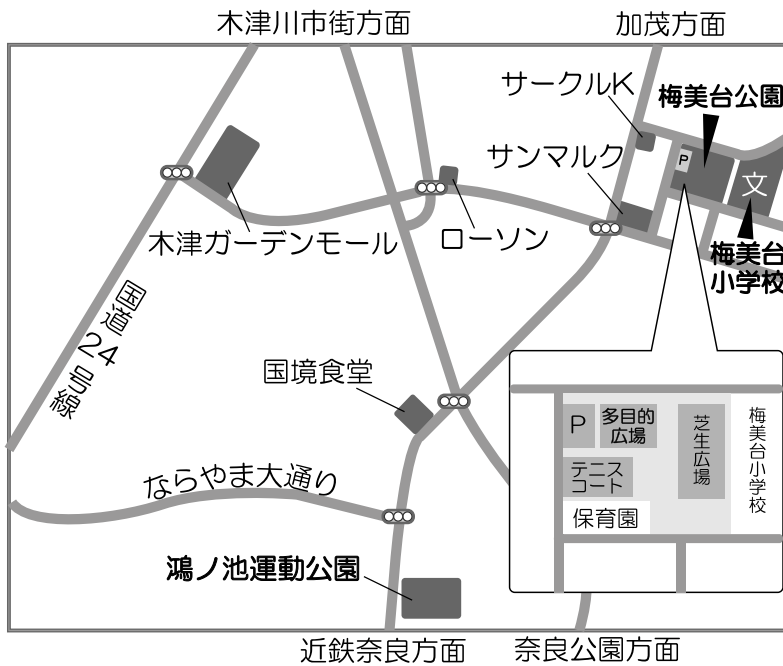 木津川市街方面
加茂方面
サークルK
梅美台公園
P
サンマルク
文
木津ガーデンモール
ローソン
梅美台
小学校
国道24号線
国境食堂
P
多目的
広場
芝生広場
梅美台小学校
テニス
コート
ならやま大通り
保育園
鴻ノ池運動公園
近鉄奈良方面
奈良公園方面